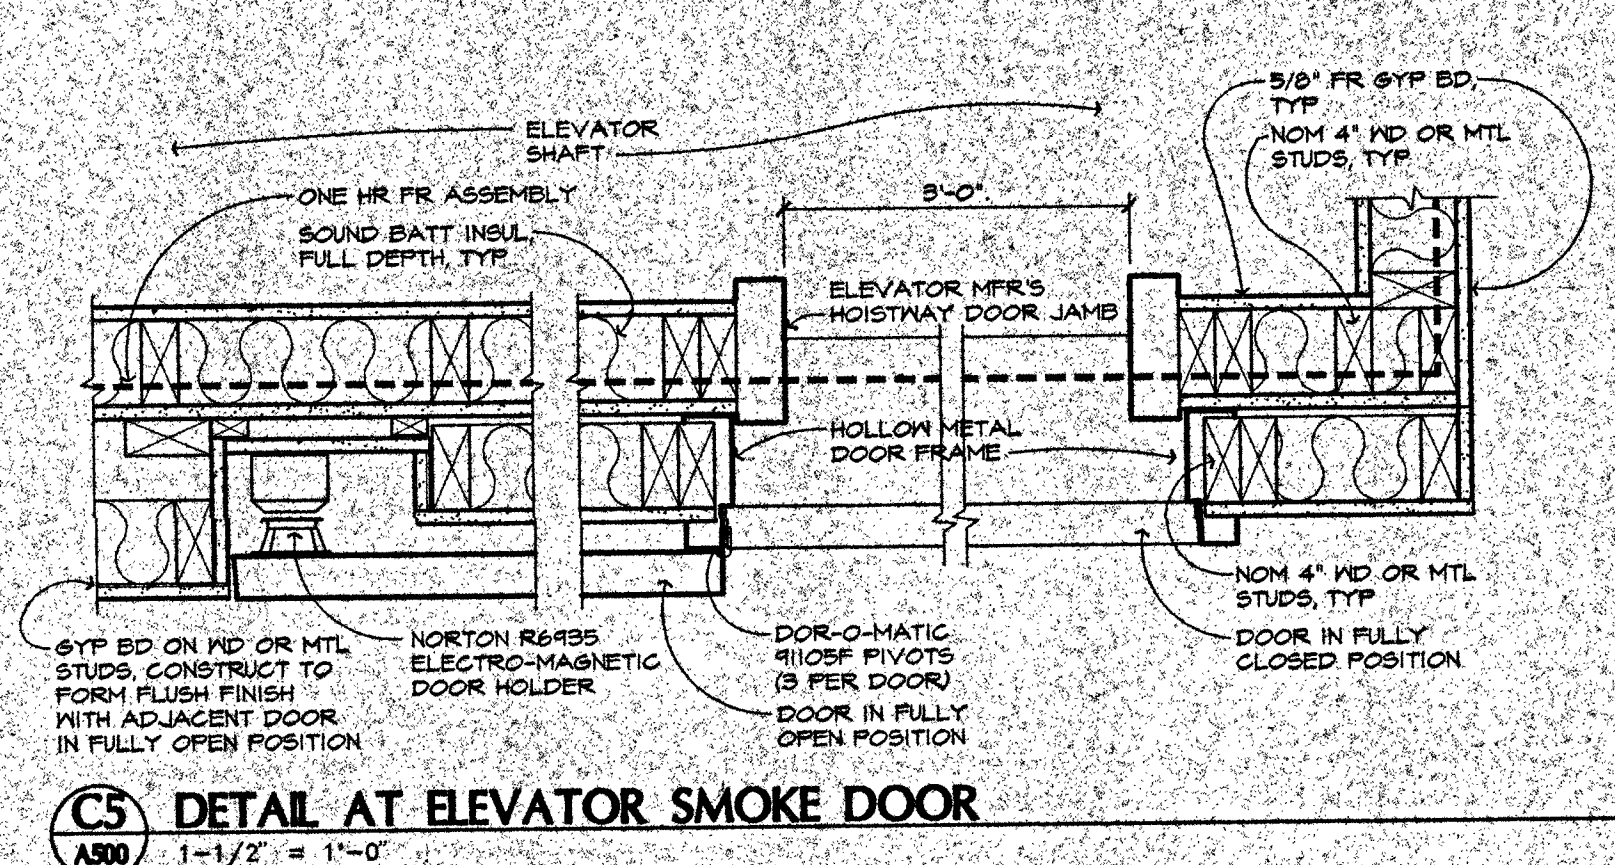 5/8" FR GYP BD,
TYP
NOM 4" WD OR MTL
STUDS, TYP
ELEVATOR
SHAFT
ONE HR FR ASSEMBLY
3'-0"
SOUND BATT INSUL,
FULL DEPTH, TYP
ELEVATOR MFR'S
HOISTWAY DOOR JAMB
HOLLOW METAL
DOOR FRAME
NOM 4" WD OR MTL
STUDS, TYP
GYP BD ON WD OR MTL
STUDS, CONSTRUCT TO
FORM FLUSH FINISH
WITH ADJACENT DOOR
IN FULLY OPEN POSITION
NORTON R6935
ELECTRO-MAGNETIC
DOOR HOLDER
DOR-O-MATIC
91105F PIVOTS
(3 PER DOOR)
DOOR IN FULLY
OPEN POSITION
DOOR IN FULLY
CLOSED POSITION
C5
A500
DETAIL AT ELEVATOR SMOKE DOOR
1-1/2" = 1'-0"